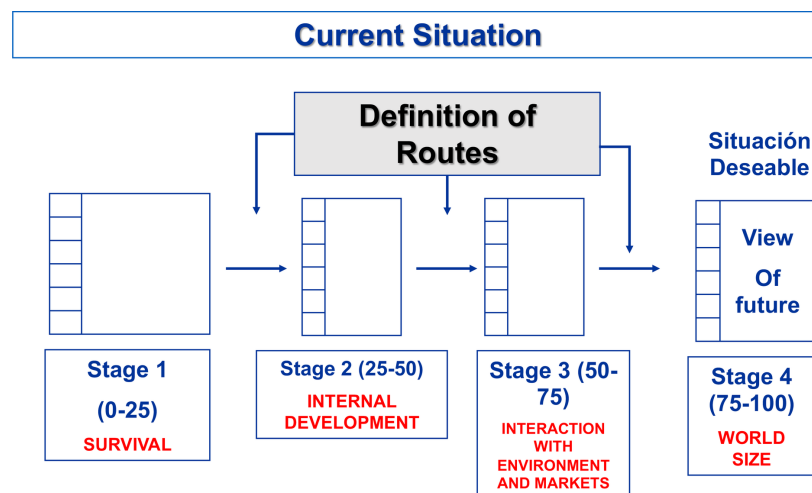 Current Situation
Definition of
Routes
Situación
Deseable
View
Of
future
Stage 1
(0-25)
SURVIVAL
Stage 2 (25-50)
INTERNAL
DEVELOPMENT
Stage 3 (50-
75)
INTERACTION
WITH
ENVIRONMENT
AND MARKETS
Stage 4
(75-100)
WORLD
SIZE